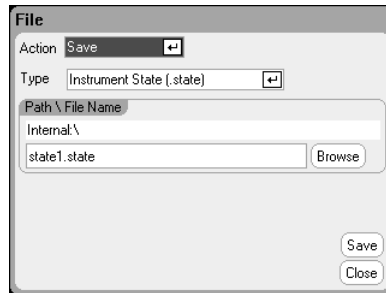 File
Action Save
Type Instrument State (.state)
Path \ File Name
Internal:\
state1.state Browse
Save
Close